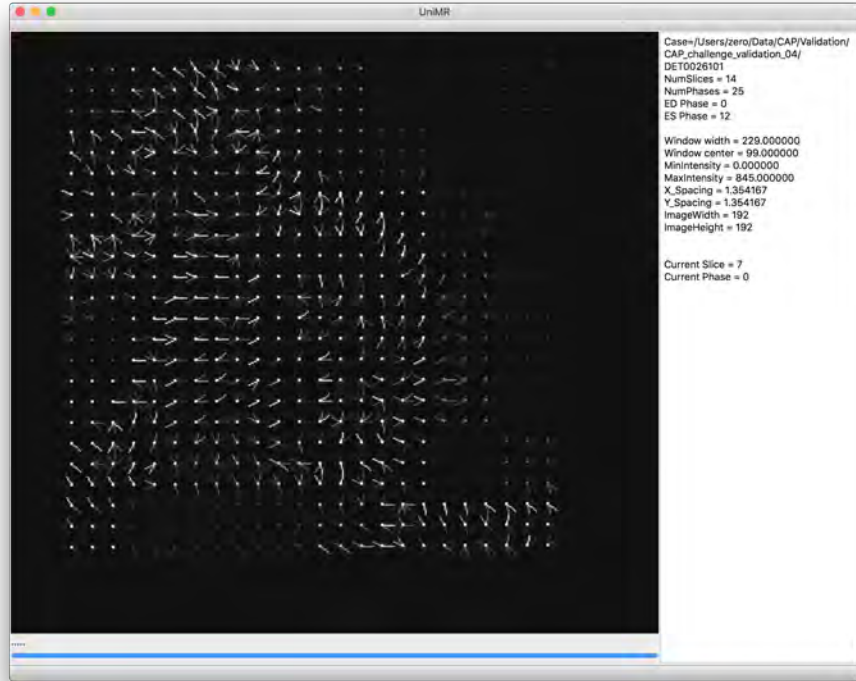 UniMR
Case=/Users/zero/Data/CAP/Validation/
CAP_challenge_validation_04/
DET0026101
NumSlices = 14
NumPhases = 25
ED Phase = 0
ES Phase = 12
Window width = 229.000000
Window center = 99.000000
MinIntensity = 0.000000
MaxIntensity = 845.000000
X_Spacing = 1.354167
Y_Spacing = 1.354167
ImageWidth = 192
ImageHeight = 192
Current Slice = 7
Current Phase = 0